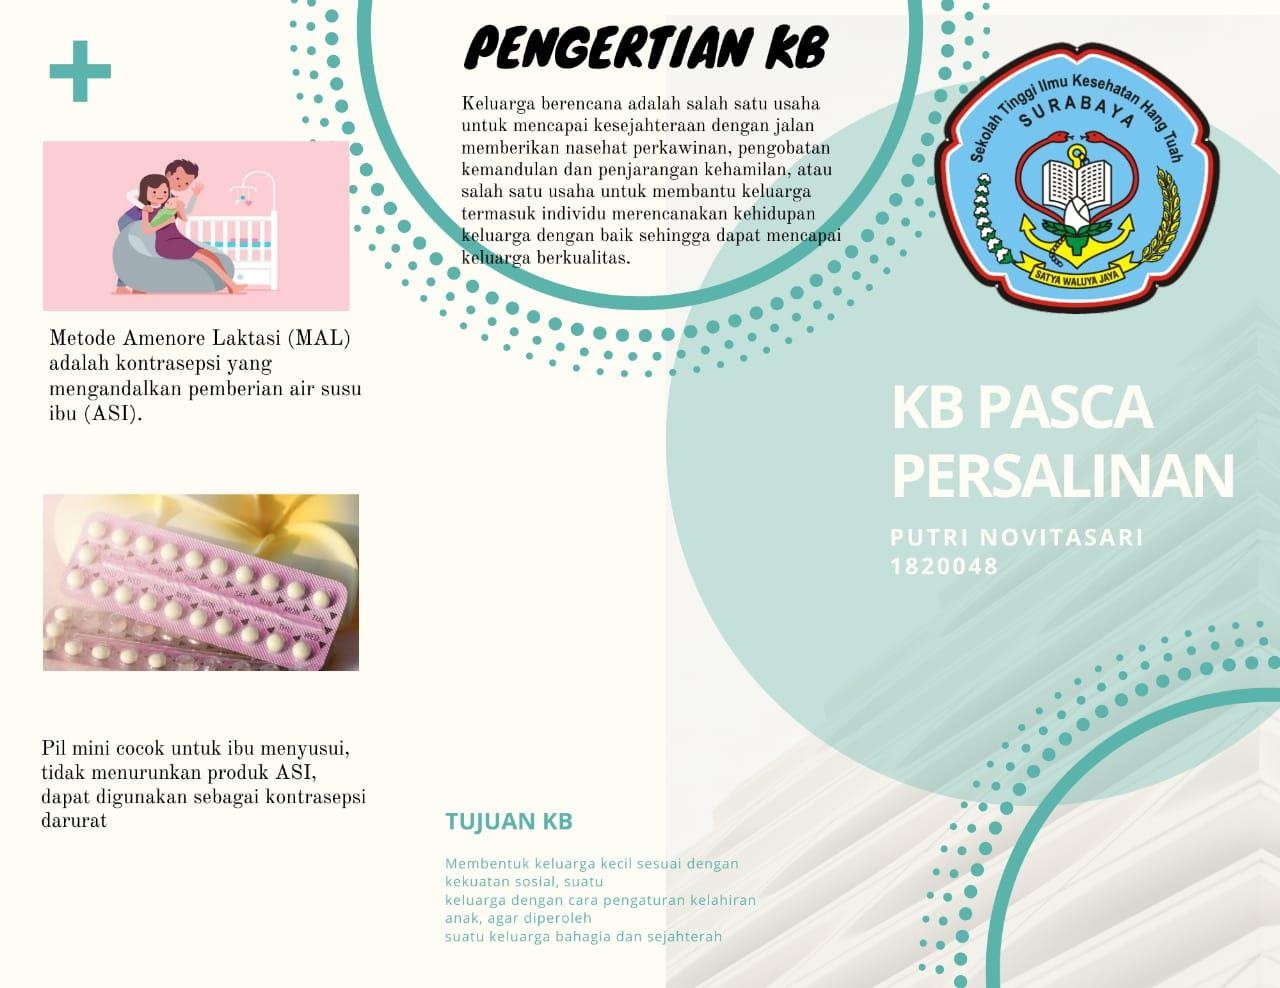 Metode Amenore Laktasi (MAL)
adalah kontrasepsi yang
mengandalkan pemberian air susu
ibu (ASI).
Pil mini cocok untuk ibu menyusui,
tidak menurunkan produk ASI,
dapat digunakan sebagai kontrasepsi
darurat
PENGERTIAN KB
Keluarga berencana adalah salah satu usaha
untuk mencapai kesejahteraan dengan jalan
memberikan nasehat perkawinan, pengobatan
kemandulan dan penjarangan kehamilan, atau
salah satu usaha untuk membantu keluarga
termasuk individu merencanakan kehidupan
keluarga dengan baik sehingga dapat mencapai
keluarga berkualitas.
TUJUAN KB
Membentuk keluarga kecil sesuai dengan
kekuatan sosial, suatu
keluarga dengan cara pengaturan kelahiran
anak, agar diperoleh
suatu keluarga bahagia dan sejahterah
Sekolah Tinggi Ilmu Kesehatan Hang Tuah
SURABAYA
SATYA WALUYA JAYA
KB PASCA
PERSALINAN
PUTRI NOVITASARI
1820048